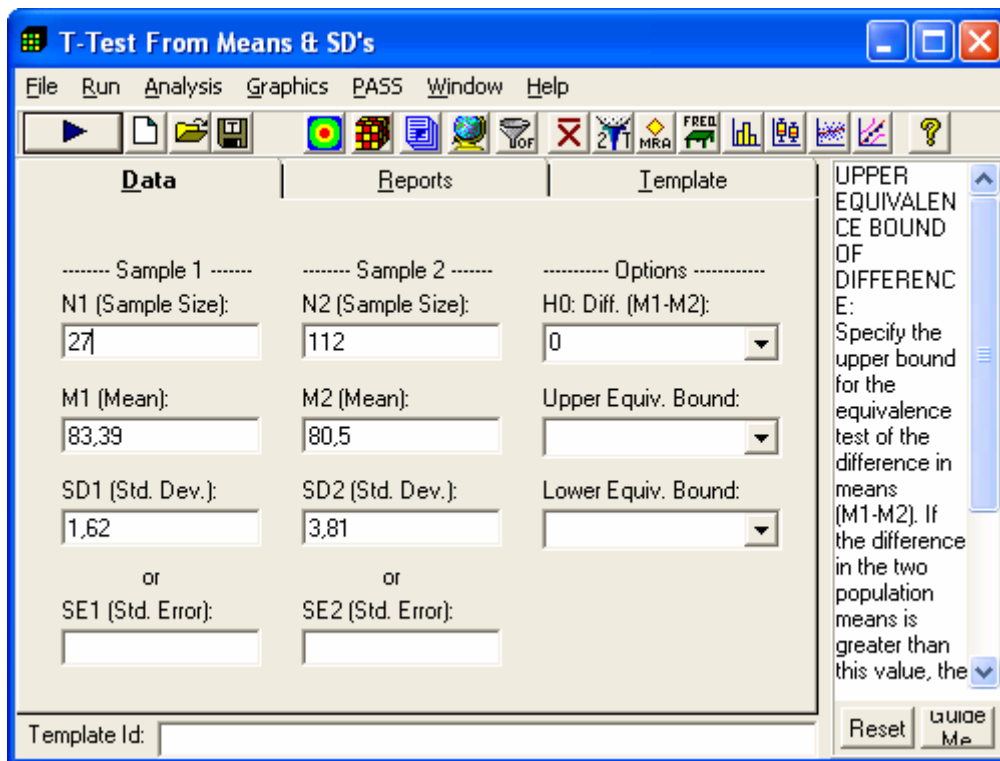 T-Test From Means & SD's
File Run Analysis Graphics PASS Window Help
OF X 2T MRA FREQ ?
Data Reports Template
-------- Sample 1 ------- -------- Sample 2 ------- ----------- Options ------------
N1 (Sample Size): N2 (Sample Size): H0: Diff. (M1-M2):
27 112 0
M1 (Mean): M2 (Mean): Upper Equiv. Bound:
83,39 80,5
SD1 (Std. Dev.): SD2 (Std. Dev.): Lower Equiv. Bound:
1,62 3,81
or or
SE1 (Std. Error): SE2 (Std. Error):
Template Id:
UPPER
EQUIVALEN
CE BOUND
OF
DIFFERENC
E:
Specify the
upper bound
for the
equivalence
test of the
difference in
means
(M1-M2). If
the difference
in the two
population
means is
greater than
this value, the
Reset Guide Me